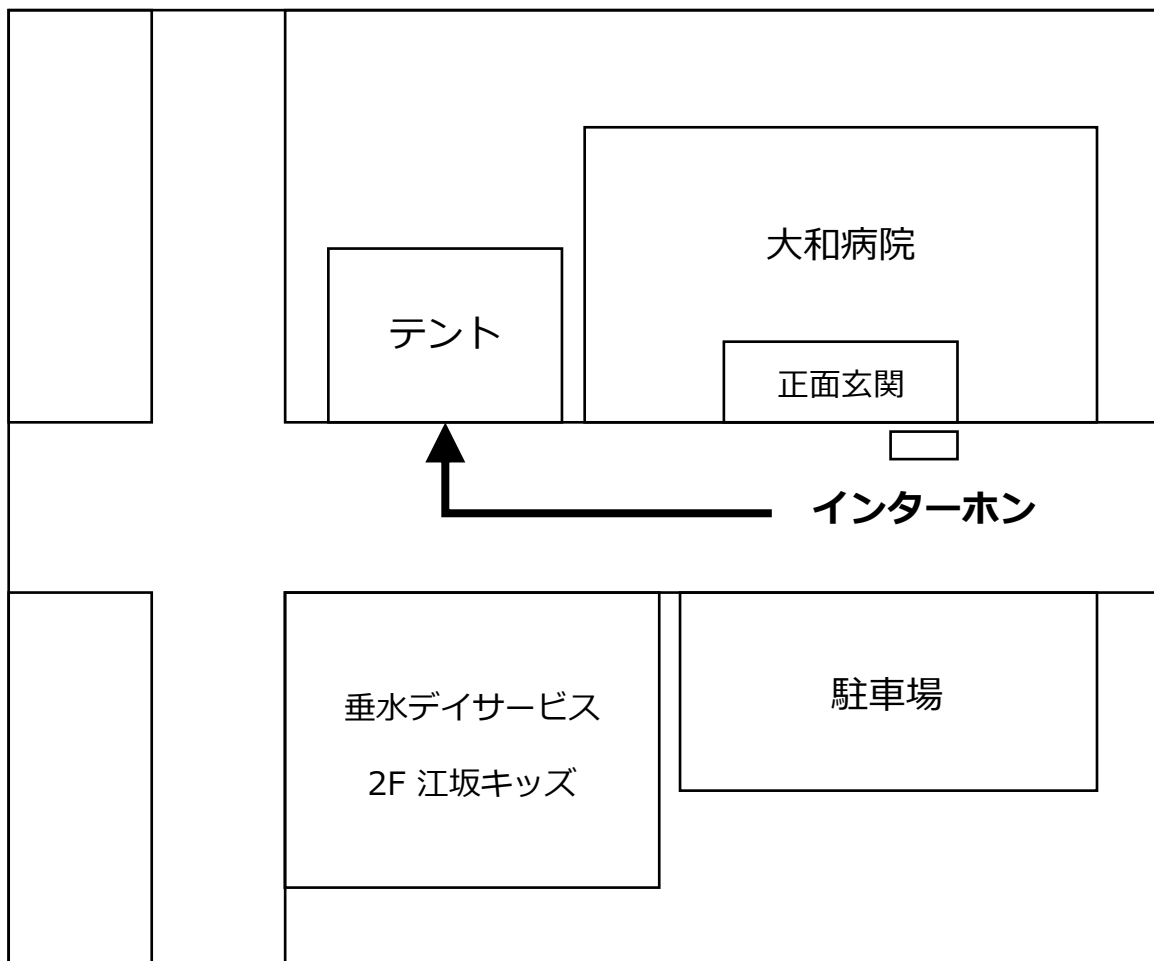 大和病院
テント
正面玄関
インターホン
垂水デイサービス
2F 江坂キッズ
駐車場